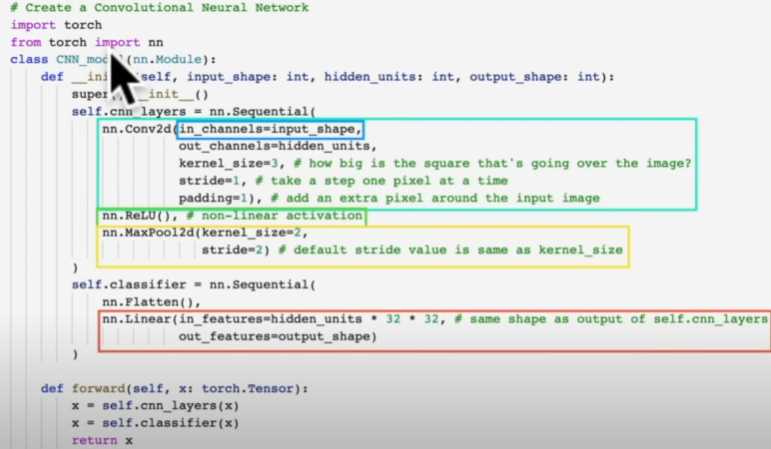 # Create a Convolutional Neural Network
import torch
from torch import nn
class CNN_mod (nn.Module):
def __ini self, input_shape: int, hidden_units: int, output_shape: int):
super __init__()
self.cnn_layers = nn.Sequential(
nn.Conv2d(in_channels=input_shape,
out_channels=hidden_units,
kernel_size=3, # how big is the square that's going over the image?
stride=1, # take a step one pixel at a time
padding=1), # add an extra pixel around the input image
nn.ReLU(), # non-linear activation
nn.MaxPool2d(kernel_size=2,
stride=2) # default stride value is same as kernel_size
)
self.classifier = nn.Sequential(
nn.Flatten(),
nn.Linear(in_features=hidden_units * 32 * 32, # same shape as output of self.cnn_layers
out_features=output_shape)
)
def forward(self, x: torch.Tensor):
x = self.cnn_layers(x)
x = self.classifier(x)
return x